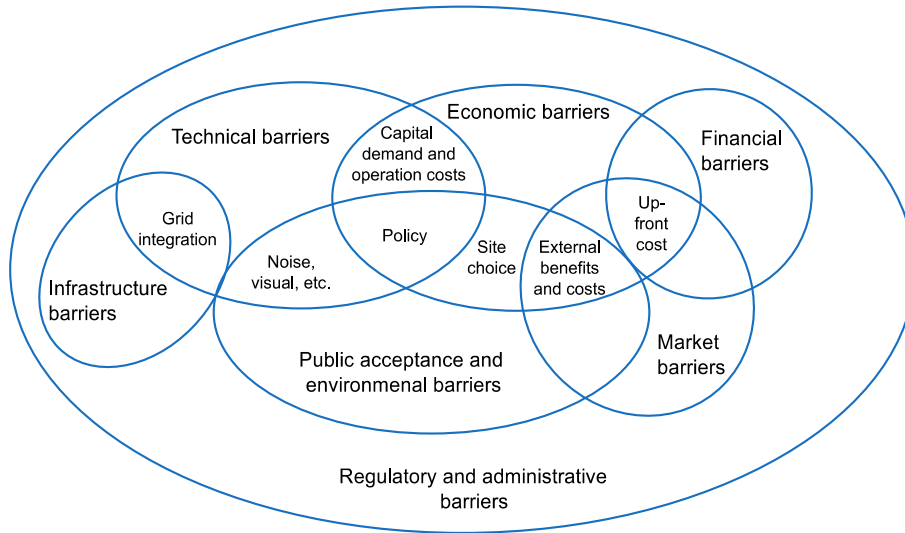 Technical barriers
Economic barriers
Financial
barriers
Capital
demand and
operation costs
Grid
integration
Noise,
visual, etc.
Policy
Site
choice
External
benefits
and costs
Up-
front
cost
Infrastructure
barriers
Public acceptance and
environmenal barriers
Market
barriers
Regulatory and administrative
barriers